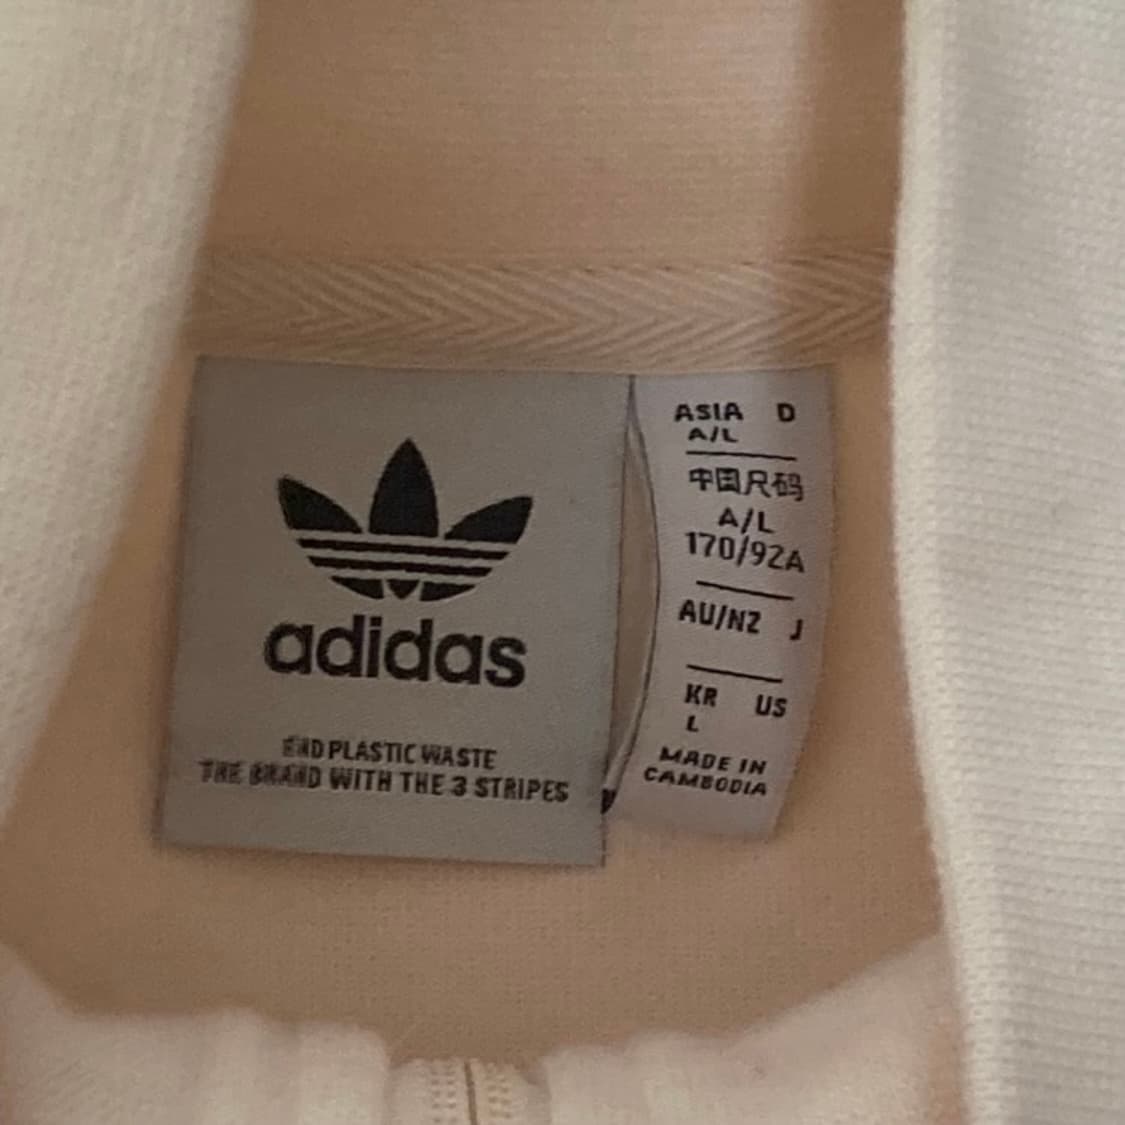 adidas
END PLASTIC WASTE
THE BRAND WITH THE 3 STRIPES
ASIA D
A/L
中国尺码
A/L
170/92A
AU/NZ J
KR US
L
MADE IN
CAMBODIA